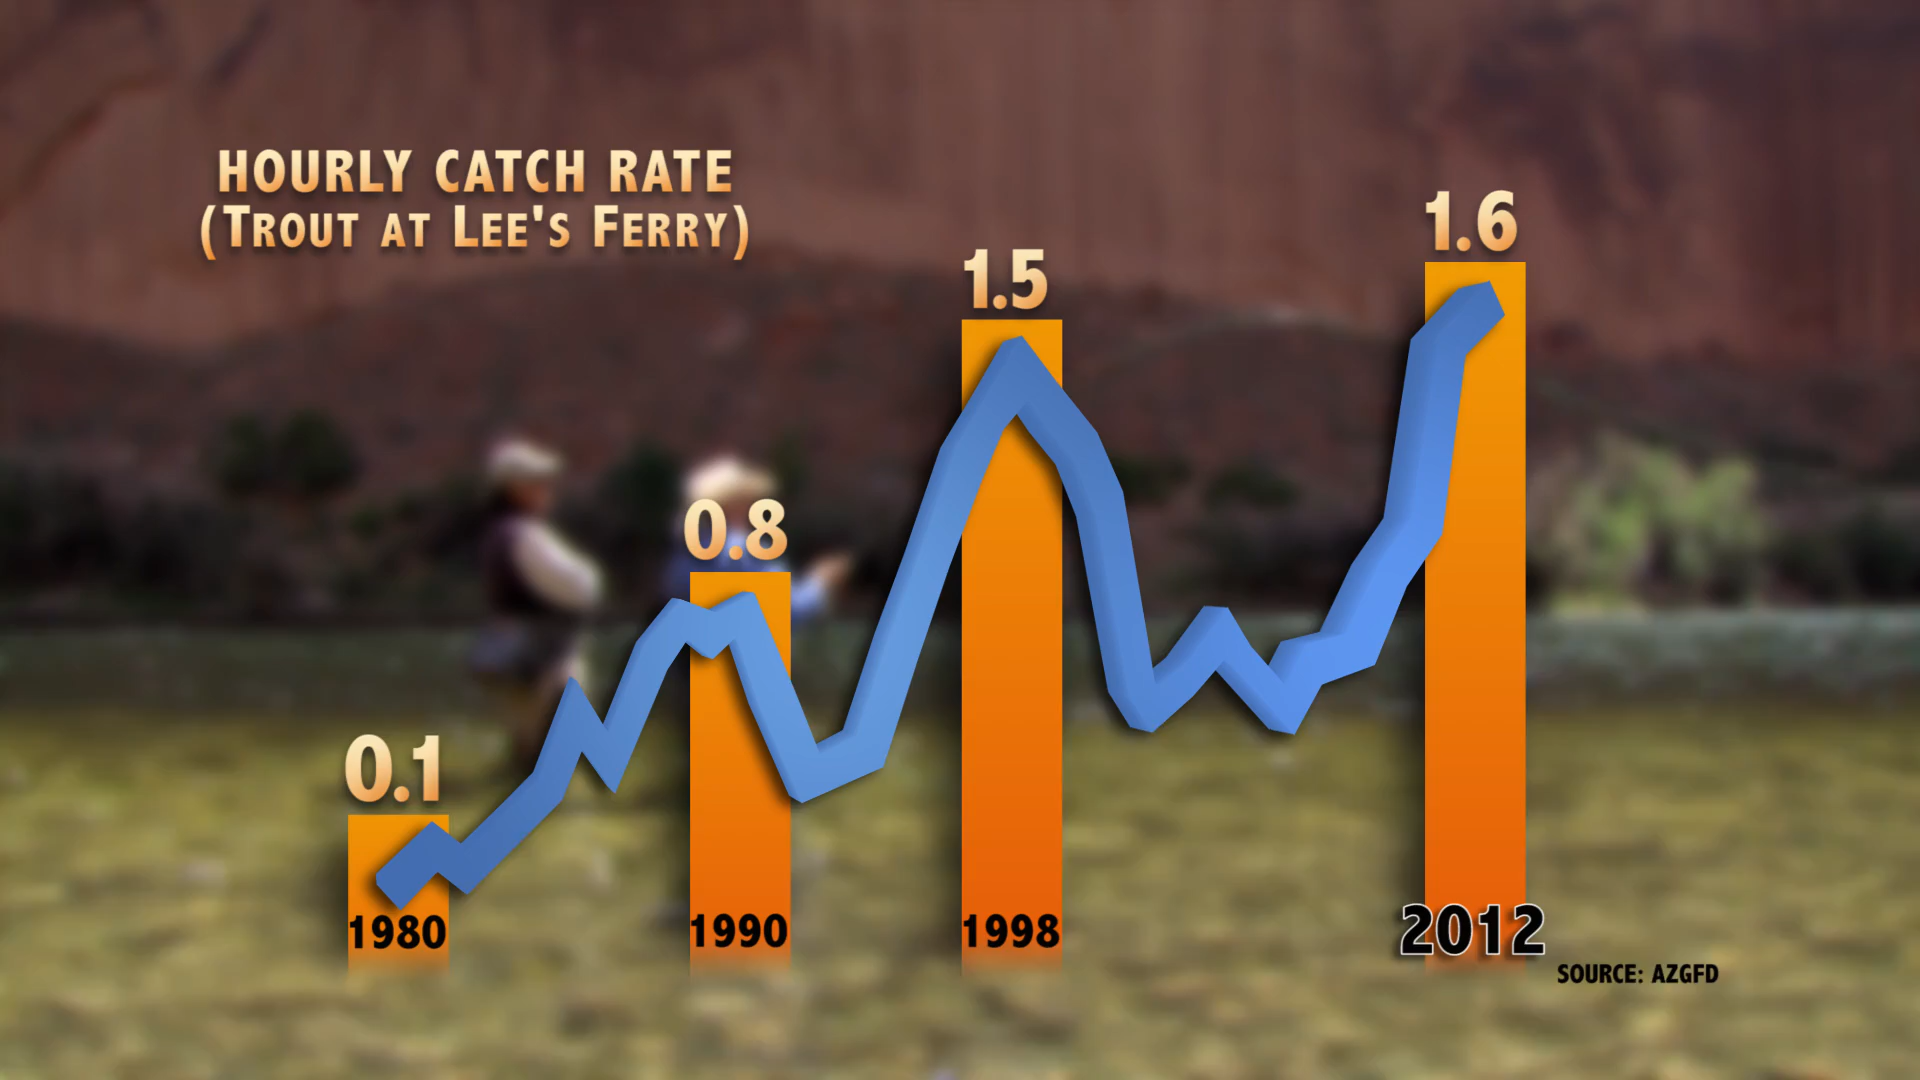 HOURLY CATCH RATE
(TROUT AT LEE'S FERRY)
1.6
1.5
0.8
0.1
1980
1990
1998
2012
SOURCE: AZGFD